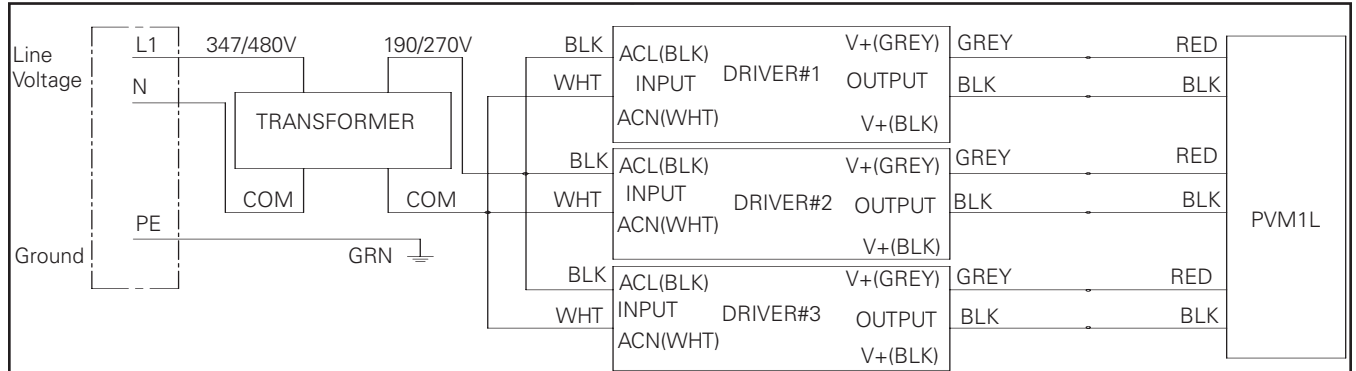 Line
Voltage
L1
347/480V
190/270V
N
TRANSFORMER
COM
COM
PE
Ground
GRN
BLK
ACL(BLK)
V+(GREY)
GREY
RED
WHT
INPUT
DRIVER#1
OUTPUT
BLK
BLK
ACN(WHT)
V+(BLK)
BLK
ACL(BLK)
V+(GREY)
GREY
RED
WHT
INPUT
DRIVER#2
OUTPUT
BLK
BLK
ACN(WHT)
V+(BLK)
BLK
ACL(BLK)
V+(GREY)
GREY
RED
WHT
INPUT
DRIVER#3
OUTPUT
BLK
BLK
ACN(WHT)
V+(BLK)
PVM1L